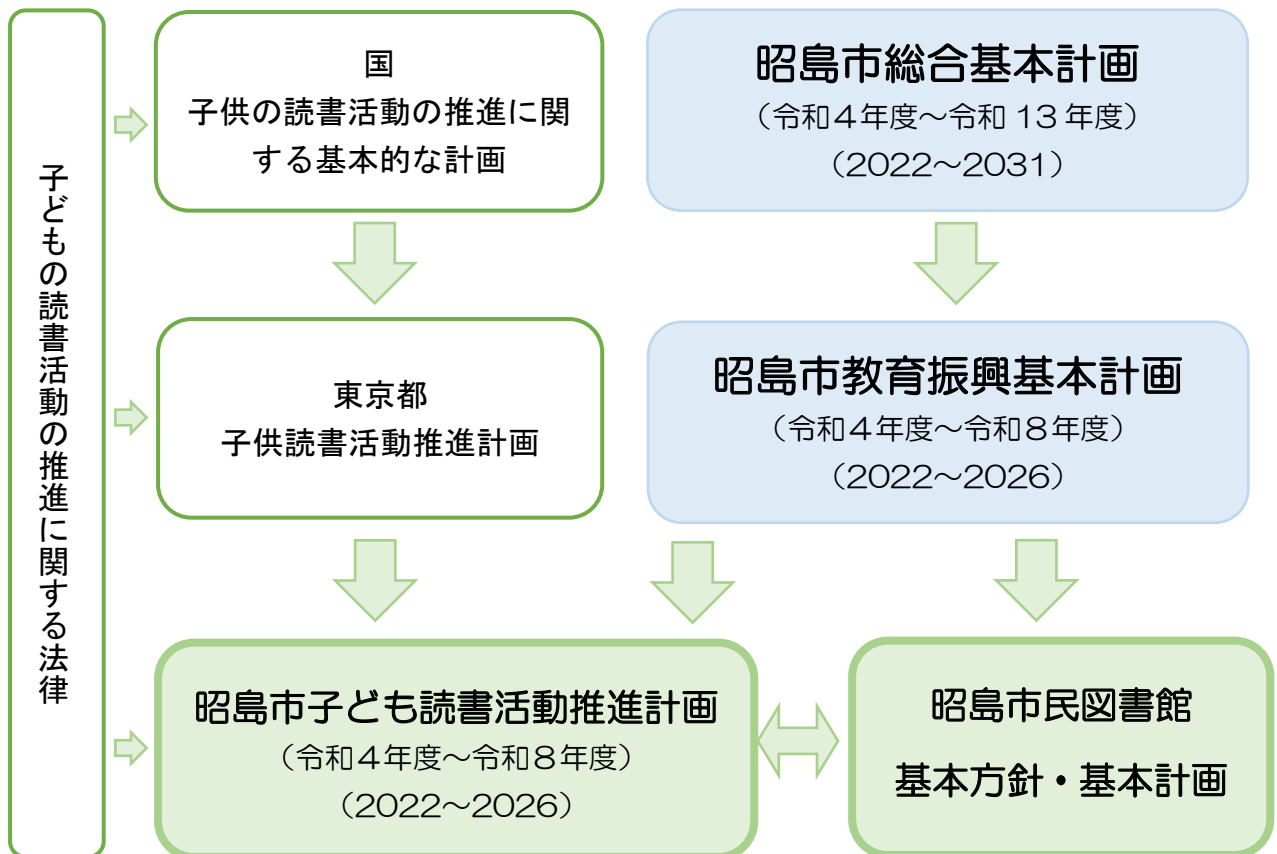 子どもの読書活動の推進に関する法律
国
子供の読書活動の推進に関
する基本的な計画
昭島市総合基本計画
（令和４年度～令和 13 年度）
（2022～2031）
東京都
子供読書活動推進計画
昭島市教育振興基本計画
（令和４年度～令和８年度）
（2022～2026）
昭島市子ども読書活動推進計画
（令和４年度～令和８年度）
（2022～2026）
昭島市民図書館
基本方針・基本計画